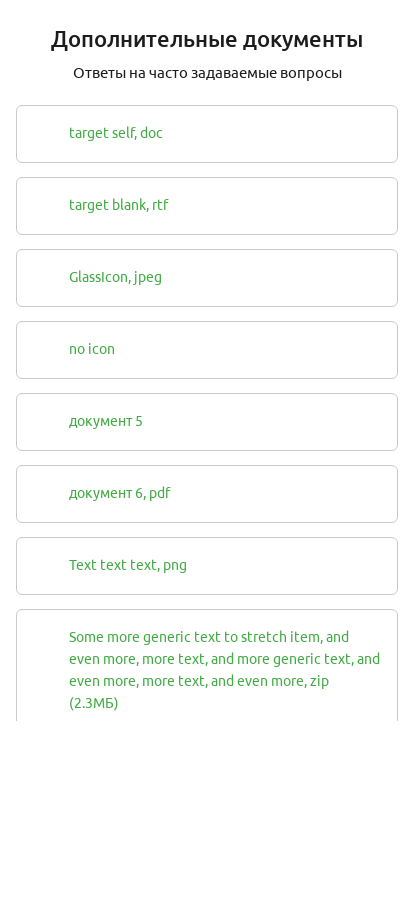 Дополнительные документы
Ответы на часто задаваемые вопросы
target self, doc
target blank, rtf
GlassIcon, jpeg
no icon
документ 5
документ 6, pdf
Text text text, png
Some more generic text to stretch item, and
even more, more text, and more generic text, and
even more, more text, and even more, zip
(2.3МБ)